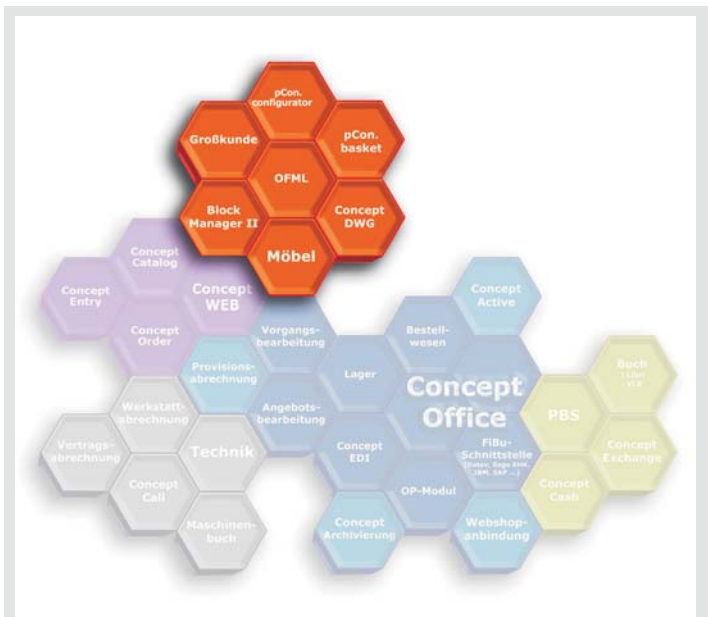 pCon.
configurator
Großkunde
pCon.
basket
OFML
Block
Manager II
Concept
DWG
Möbel
Concept
Catalog
Concept
Entry
Concept
WEB
Concept
Order
Concept
Active
Vorgangs-
bearbeitung
Bestell-
wesen
Provisions-
abrechnung
Lager
Concept
Office
Buch
Werkstatt-
abrechnung
Angebots-
bearbeitung
PBS
Vertrags-
abrechnung
Technik
Concept
EDI
FiBu-
Schnittstelle
Concept
Exchange
Concept
Call
OP-Modul
Concept
Cash
Maschinen-
buch
Concept
Archivierung
Webshop-
anbindung